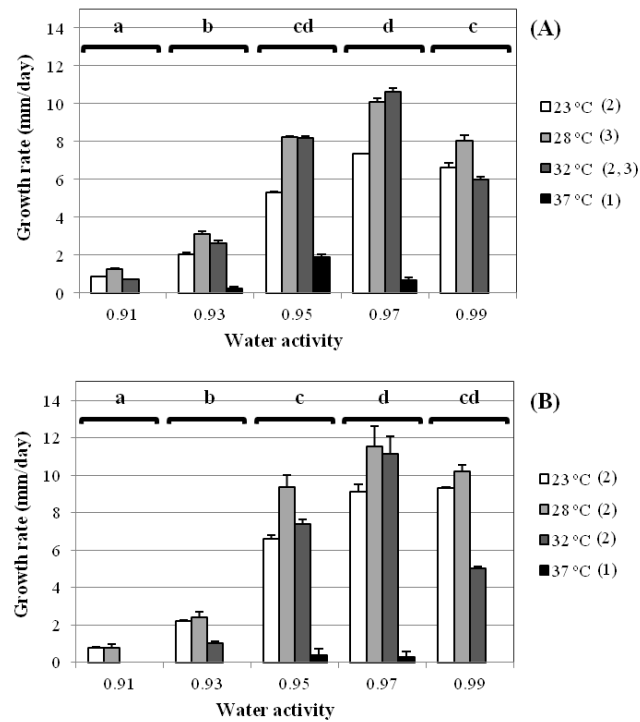 a b cd d c (A)
Growth rate (mm/day)
14
12
10
8
6
4
2
0
0.91 0.93 0.95 0.97 0.99
Water activity
23 °C (2)
28 °C (3)
32 °C (2, 3)
37 °C (1)
a b c d cd (B)
Growth rate (mm/day)
14
12
10
8
6
4
2
0
0.91 0.93 0.95 0.97 0.99
Water activity
23 °C (2)
28 °C (2)
32 °C (2)
37 °C (1)